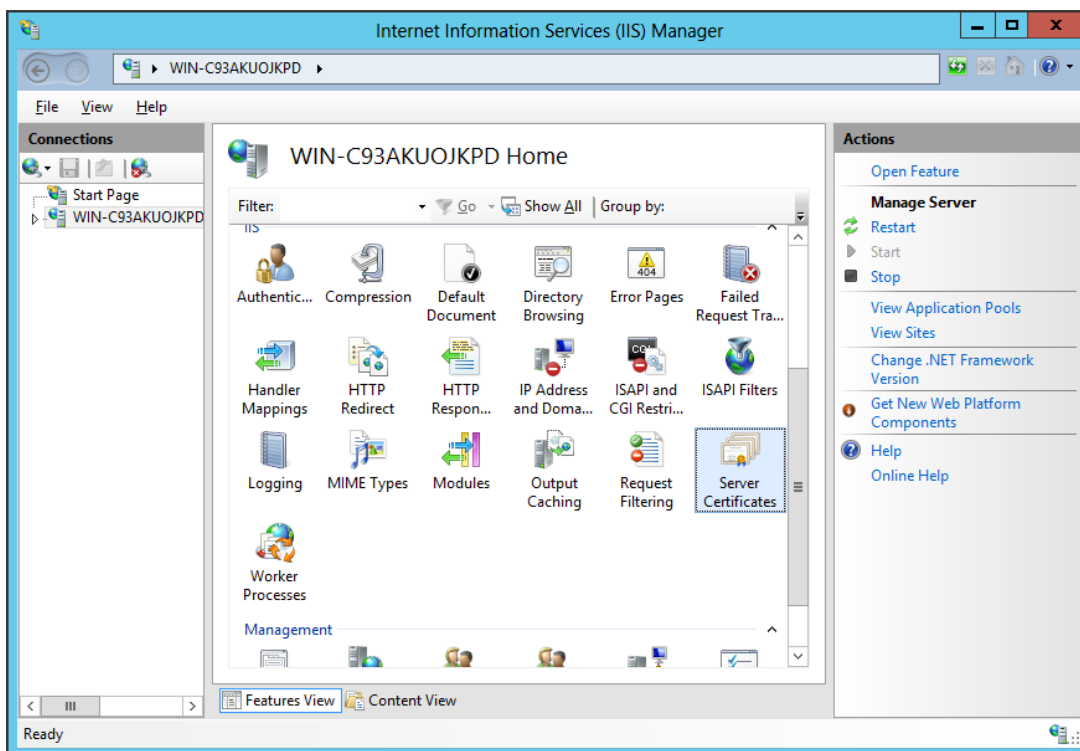 Internet Information Services (IIS) Manager
WIN-C93AKUOJKPD
File View Help
Connections
Start Page
WIN-C93AKUOJKPD
WIN-C93AKUOJKPD Home
Filter: Go Show All Group by:
IIS
Authentic... Compression Default Document Directory Browsing Error Pages Failed Request Tra...
Handler Mappings HTTP Redirect HTTP Respon... IP Address and Doma... ISAPI and CGI Restri... ISAPI Filters
Logging MIME Types Modules Output Caching Request Filtering Server Certificates
Worker Processes
Management
Features View Content View
Actions
Open Feature
Manage Server
Restart
Start
Stop
View Application Pools
View Sites
Change .NET Framework
Version
Get New Web Platform
Components
Help
Online Help
Ready